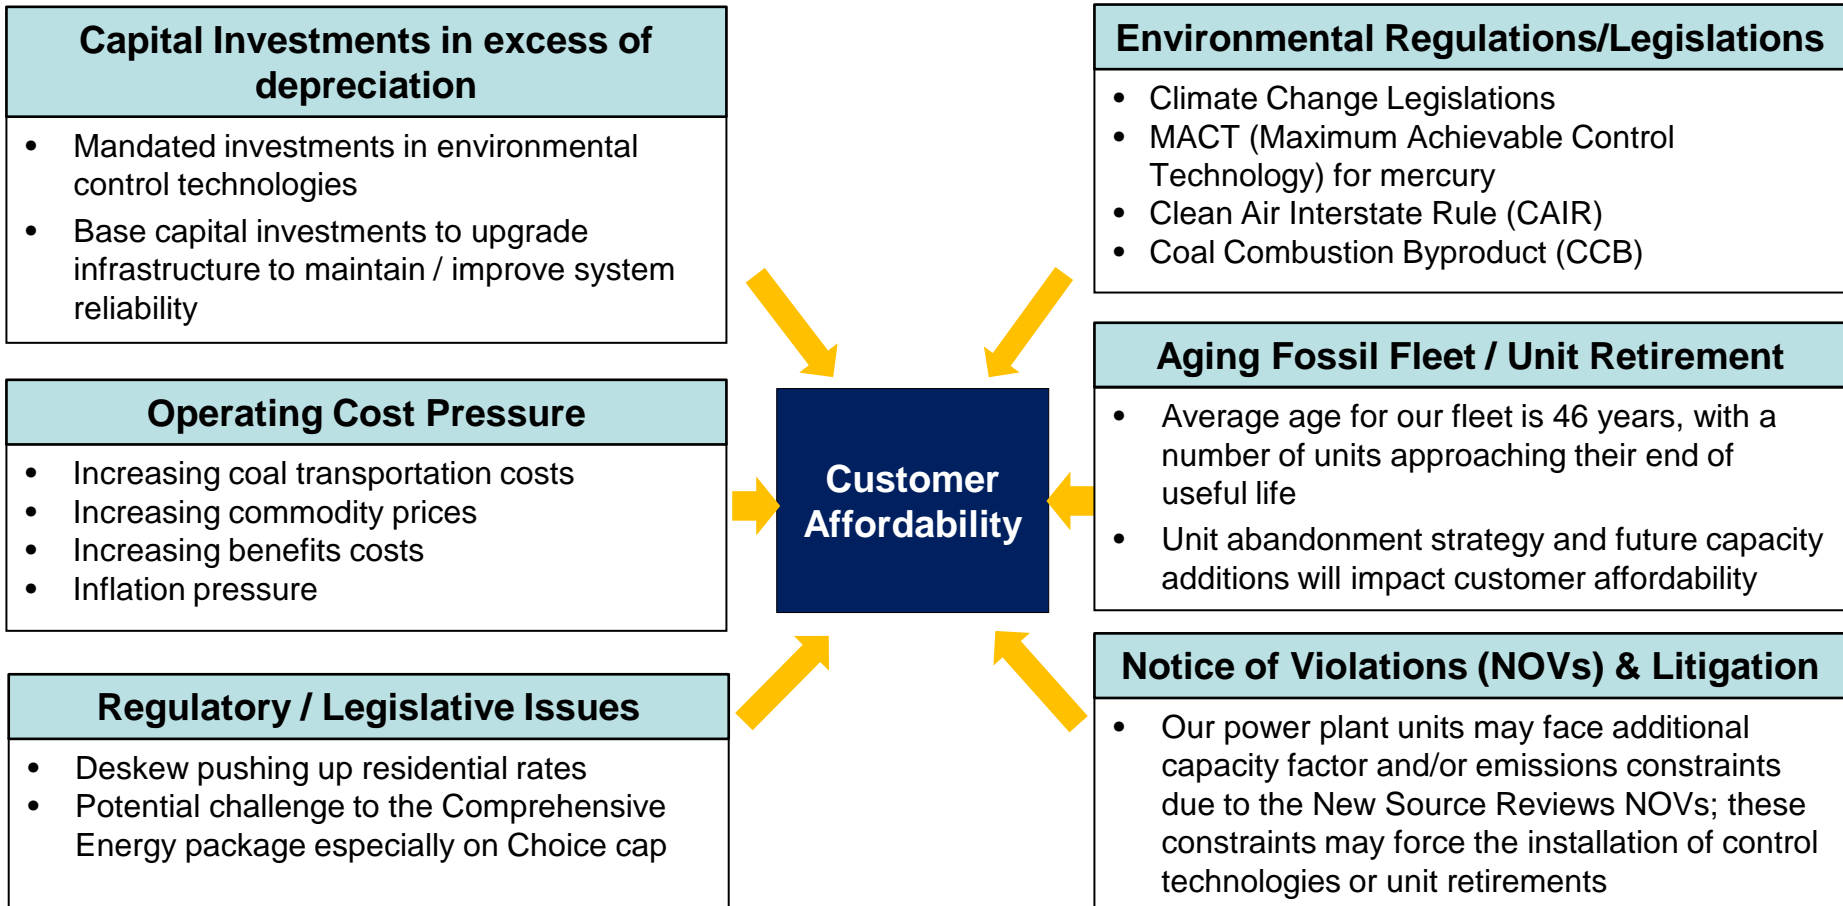 Capital Investments in excess of
depreciation
• Mandated investments in environmental
control technologies
• Base capital investments to upgrade
infrastructure to maintain / improve system
reliability
Operating Cost Pressure
• Increasing coal transportation costs
• Increasing commodity prices
• Increasing benefits costs
• Inflation pressure
Regulatory / Legislative Issues
• Deskew pushing up residential rates
• Potential challenge to the Comprehensive
Energy package especially on Choice cap
Customer
Affordability
Environmental Regulations/Legislations
• Climate Change Legislations
• MACT (Maximum Achievable Control
Technology) for mercury
• Clean Air Interstate Rule (CAIR)
• Coal Combustion Byproduct (CCB)
Aging Fossil Fleet / Unit Retirement
• Average age for our fleet is 46 years, with a
number of units approaching their end of
useful life
• Unit abandonment strategy and future capacity
additions will impact customer affordability
Notice of Violations (NOVs) & Litigation
• Our power plant units may face additional
capacity factor and/or emissions constraints
due to the New Source Reviews NOVs; these
constraints may force the installation of control
technologies or unit retirements